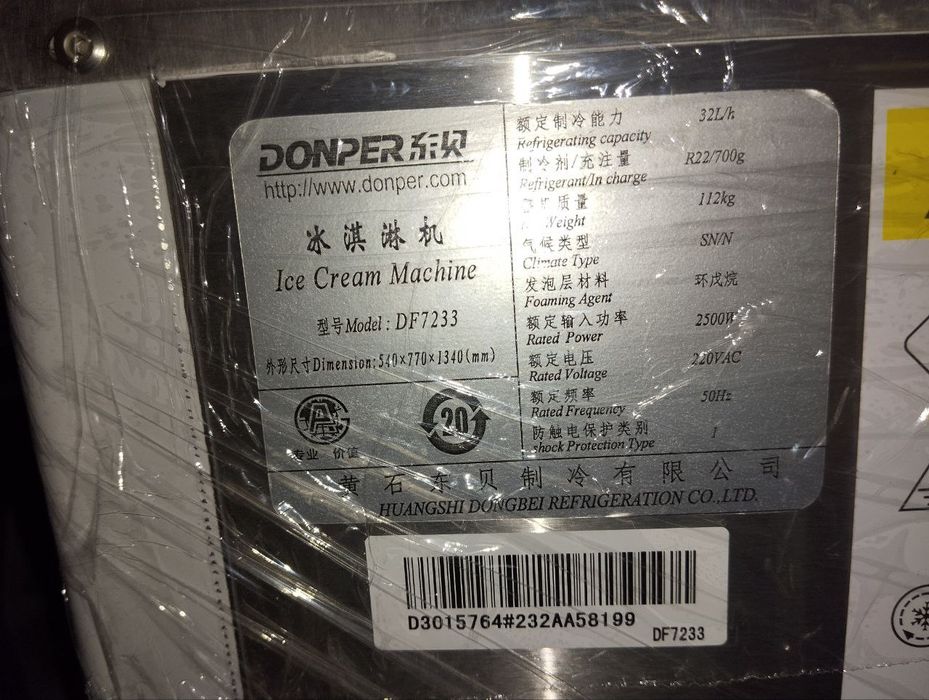 DONPER 东贝
http://www.donper.com
冰淇淋机
Ice Cream Machine
型号Model: DF7233
外形尺寸Dimension:540×770×1340(mm)
专业 价值
20
额定制冷能力 32L/h
Refrigerating capacity
制冷剂/充注量 R22/700g
Refrigerant/In charge
质量 112kg
Weight
气候类型 SN/N
Climate Type
发泡层材料 环戊烷
Foaming Agent
额定输入功率 2500W
Rated Power
额定电压 220VAC
Rated Voltage
额定频率 50Hz
Rated Frequency
防触电保护类别 I
shock Protection Type
黄石东贝制冷有限公司
HUANGSHI DONGBEI REFRIGERATION CO.,LTD.
D3015764#232AA58199
DF7233